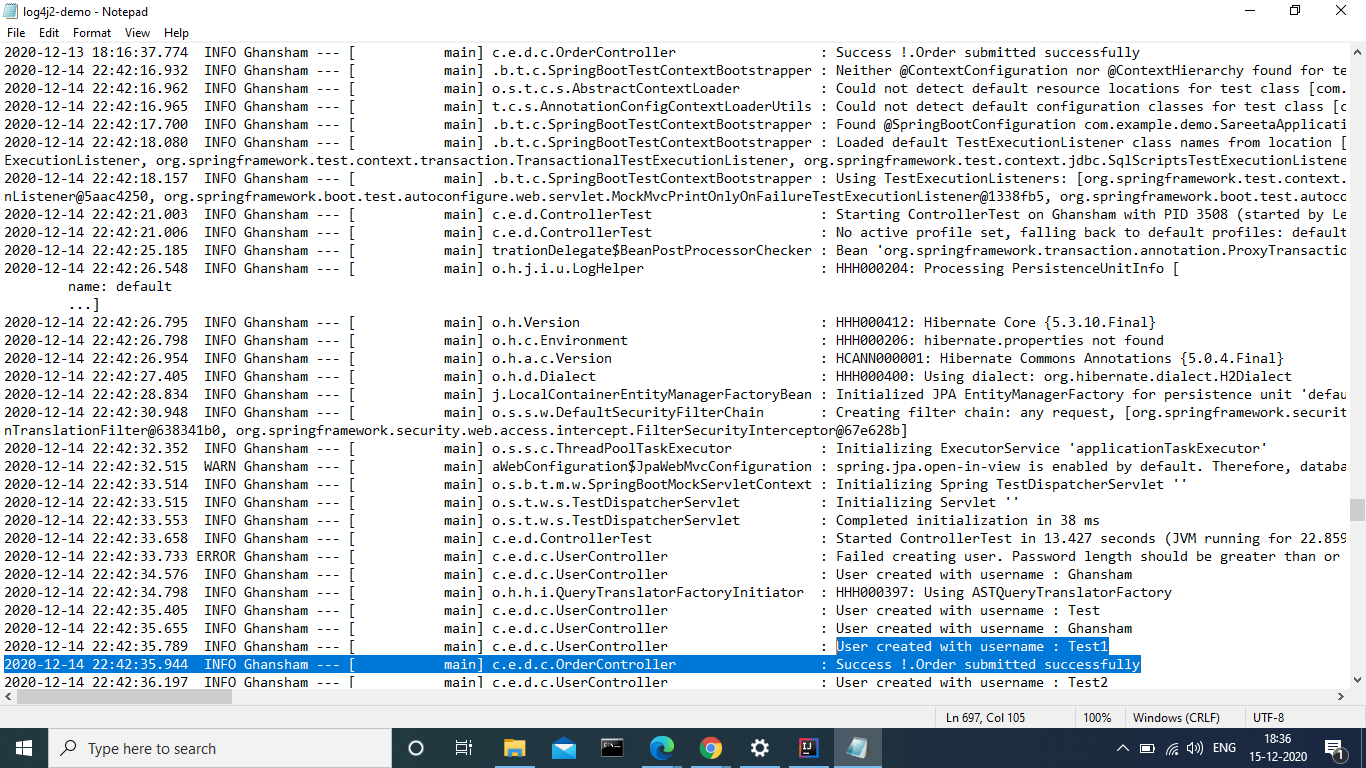 log4j2-demo - Notepad
File Edit Format View Help
2020-12-13 18:16:37.774  INFO Ghansham --- [           main] c.e.d.c.OrderController                  : Success !.Order submitted successfully
2020-12-14 22:42:16.932  INFO Ghansham --- [           main] .b.t.c.SpringBootTestContextBootstrapper : Neither @ContextConfiguration nor @ContextHierarchy found for te
2020-12-14 22:42:16.962  INFO Ghansham --- [           main] o.s.t.c.s.AbstractContextLoader          : Could not detect default resource locations for test class [com.
2020-12-14 22:42:16.965  INFO Ghansham --- [           main] t.c.s.AnnotationConfigContextLoaderUtils : Could not detect default configuration classes for test class [c
2020-12-14 22:42:17.700  INFO Ghansham --- [           main] .b.t.c.SpringBootTestContextBootstrapper : Found @SpringBootConfiguration com.example.demo.SareetaApplicati
2020-12-14 22:42:18.080  INFO Ghansham --- [           main] .b.t.c.SpringBootTestContextBootstrapper : Loaded default TestExecutionListener class names from location [
ExecutionListener, org.springframework.test.context.transaction.TransactionalTestExecutionListener, org.springframework.test.context.jdbc.SqlScriptsTestExecutionListene
2020-12-14 22:42:18.157  INFO Ghansham --- [           main] .b.t.c.SpringBootTestContextBootstrapper : Using TestExecutionListeners: [org.springframework.test.context.
nListener@5aac4250, org.springframework.boot.test.autoconfigure.web.servlet.MockMvcPrintOnlyOnFailureTestExecutionListener@1338fb5, org.springframework.boot.test.autoco
2020-12-14 22:42:21.003  INFO Ghansham --- [           main] c.e.d.ControllerTest                     : Starting ControllerTest on Ghansham with PID 3508 (started by Le
2020-12-14 22:42:21.006  INFO Ghansham --- [           main] c.e.d.ControllerTest                     : No active profile set, falling back to default profiles: default
2020-12-14 22:42:25.185  INFO Ghansham --- [           main] trationDelegate$BeanPostProcessorChecker : Bean 'org.springframework.transaction.annotation.ProxyTransactio
2020-12-14 22:42:26.548  INFO Ghansham --- [           main] o.h.j.i.u.LogHelper                      : HHH000204: Processing PersistenceUnitInfo [
name: default
...]
2020-12-14 22:42:26.795  INFO Ghansham --- [           main] o.h.Version                              : HHH000412: Hibernate Core {5.3.10.Final}
2020-12-14 22:42:26.798  INFO Ghansham --- [           main] o.h.c.Environment                        : HHH000206: hibernate.properties not found
2020-12-14 22:42:26.954  INFO Ghansham --- [           main] o.h.a.c.Version                          : HCANN000001: Hibernate Commons Annotations {5.0.4.Final}
2020-12-14 22:42:27.405  INFO Ghansham --- [           main] o.h.d.Dialect                            : HHH000400: Using dialect: org.hibernate.dialect.H2Dialect
2020-12-14 22:42:28.834  INFO Ghansham --- [           main] j.LocalContainerEntityManagerFactoryBean : Initialized JPA EntityManagerFactory for persistence unit 'defau
2020-12-14 22:42:30.948  INFO Ghansham --- [           main] o.s.s.w.DefaultSecurityFilterChain       : Creating filter chain: any request, [org.springframework.securit
nTranslationFilter@638341b0, org.springframework.security.web.access.intercept.FilterSecurityInterceptor@67e628b]
2020-12-14 22:42:32.352  INFO Ghansham --- [           main] o.s.s.c.ThreadPoolTaskExecutor           : Initializing ExecutorService 'applicationTaskExecutor'
2020-12-14 22:42:32.515  WARN Ghansham --- [           main] aWebConfiguration$JpaWebMvcConfiguration : spring.jpa.open-in-view is enabled by default. Therefore, databa
2020-12-14 22:42:33.514  INFO Ghansham --- [           main] o.s.b.t.m.w.SpringBootMockServletContext : Initializing Spring TestDispatcherServlet ''
2020-12-14 22:42:33.515  INFO Ghansham --- [           main] o.s.t.w.s.TestDispatcherServlet          : Initializing Servlet ''
2020-12-14 22:42:33.553  INFO Ghansham --- [           main] o.s.t.w.s.TestDispatcherServlet          : Completed initialization in 38 ms
2020-12-14 22:42:33.658  INFO Ghansham --- [           main] c.e.d.ControllerTest                     : Started ControllerTest in 13.427 seconds (JVM running for 22.859
2020-12-14 22:42:33.733 ERROR Ghansham --- [           main] c.e.d.c.UserController                   : Failed creating user. Password length should be greater than or
2020-12-14 22:42:34.576  INFO Ghansham --- [           main] c.e.d.c.UserController                   : User created with username : Ghansham
2020-12-14 22:42:34.798  INFO Ghansham --- [           main] o.h.h.i.QueryTranslatorFactoryInitiator  : HHH000397: Using ASTQueryTranslatorFactory
2020-12-14 22:42:35.405  INFO Ghansham --- [           main] c.e.d.c.UserController                   : User created with username : Test
2020-12-14 22:42:35.655  INFO Ghansham --- [           main] c.e.d.c.UserController                   : User created with username : Ghansham
2020-12-14 22:42:35.789  INFO Ghansham --- [           main] c.e.d.c.UserController                   : User created with username : Test1
2020-12-14 22:42:35.944  INFO Ghansham --- [           main] c.e.d.c.OrderController                  : Success !.Order submitted successfully
2020-12-14 22:42:36.197  INFO Ghansham --- [           main] c.e.d.c.UserController                   : User created with username : Test2
Ln 697, Col 105 100% Windows (CRLF) UTF-8
Type here to search
ENG
18:36
15-12-2020
1